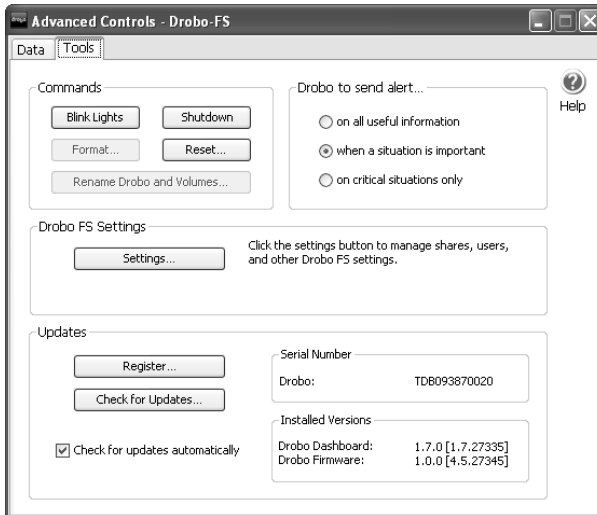 Advanced Controls - Drobo-FS
Data
Tools
Commands
Blink Lights
Shutdown
Format...
Reset...
Rename Drobo and Volumes...
Drobo to send alert...
on all useful information
when a situation is important
on critical situations only
Help
Drobo FS Settings
Settings...
Click the settings button to manage shares, users,
and other Drobo FS settings.
Updates
Register...
Check for Updates...
Check for updates automatically
Serial Number
Drobo: TDB093870020
Installed Versions
Drobo Dashboard: 1.7.0 [1.7.27335]
Drobo Firmware: 1.0.0 [4.5.27345]